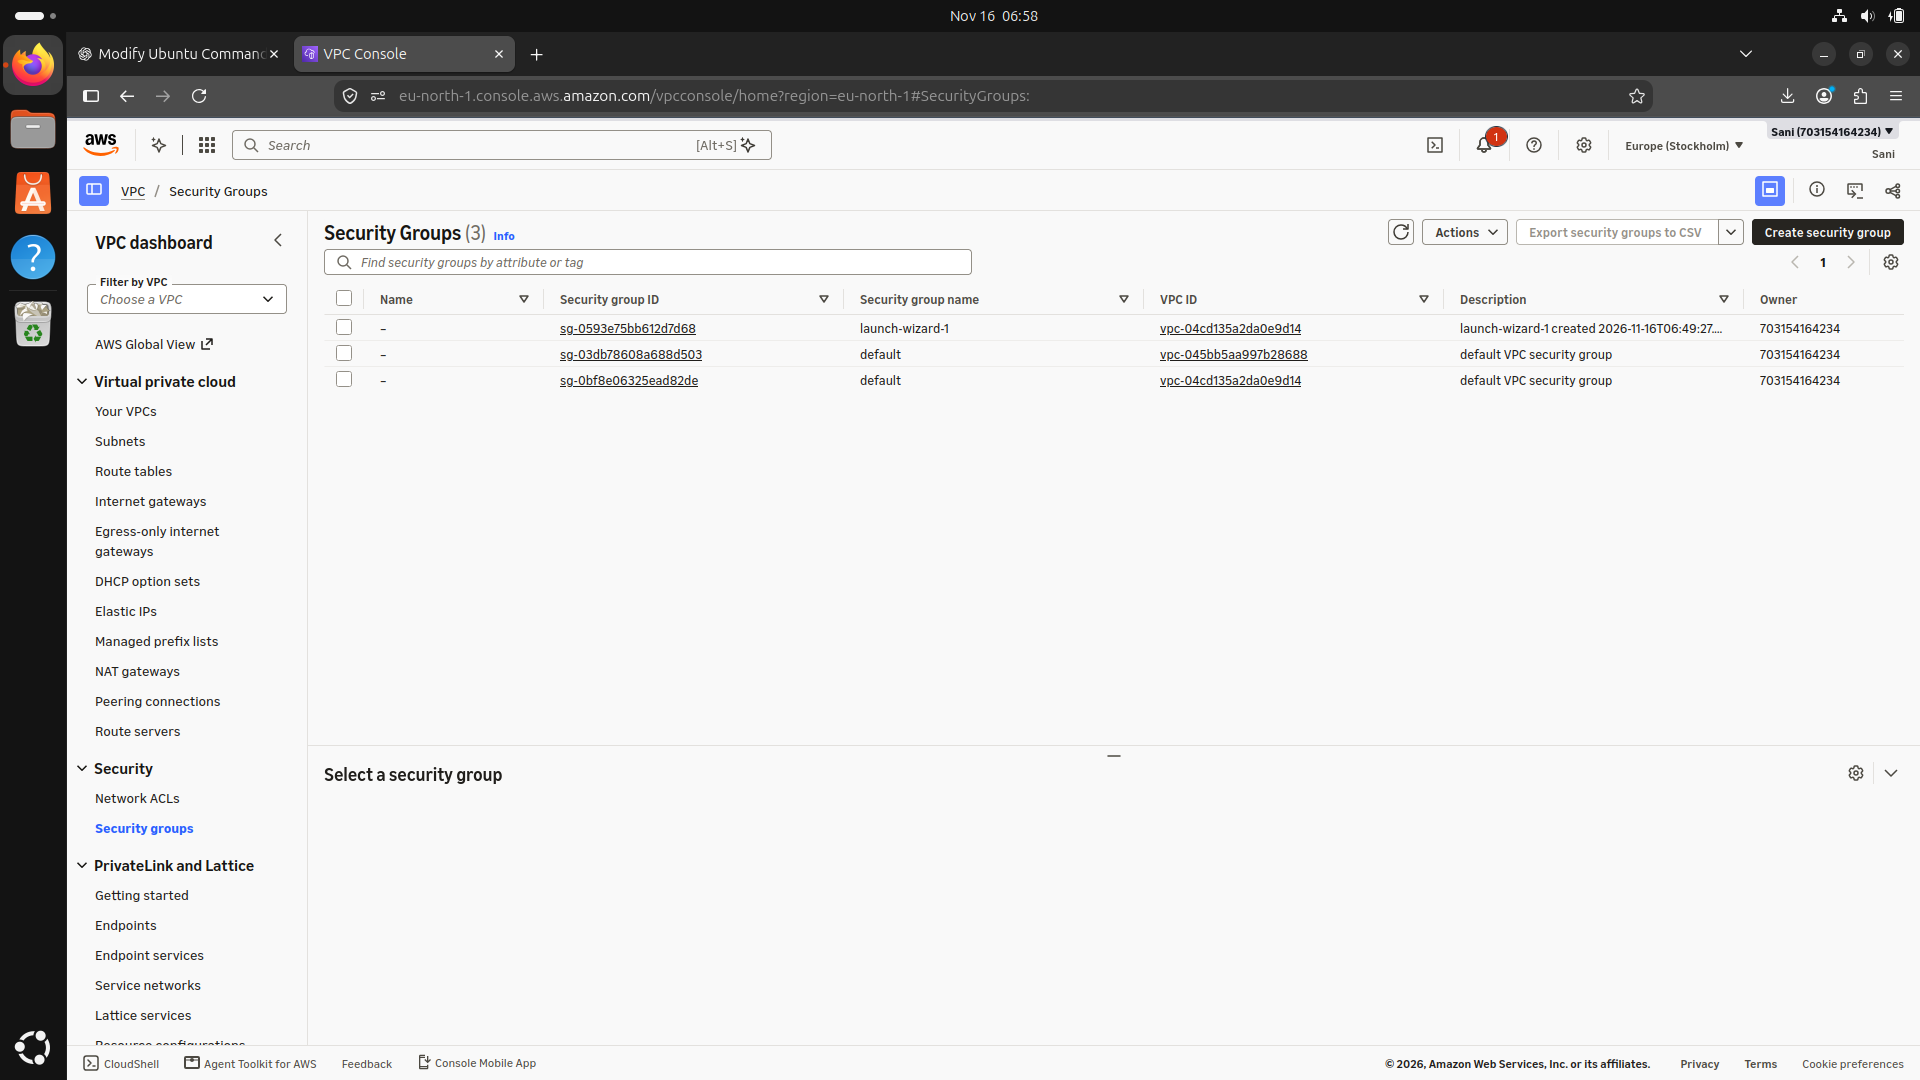 Nov 16 06:58
Modify Ubuntu Comman
VPC Console
eu-north-1.console.aws.amazon.com/vpcconsole/home?region=eu-north-1#SecurityGroups:
aws
Search
[Alt+S]
1
Europe (Stockholm)
Sani (703154164234)
Sani
VPC / Security Groups
VPC dashboard
Filter by VPC
Choose a VPC
AWS Global View
Virtual private cloud
Your VPCs
Subnets
Route tables
Internet gateways
Egress-only internet
gateways
DHCP option sets
Elastic IPs
Managed prefix lists
NAT gateways
Peering connections
Route servers
Security
Network ACLs
Security groups
PrivateLink and Lattice
Getting started
Endpoints
Endpoint services
Service networks
Lattice services
Resource configurations
Security Groups (3) Info
Actions
Export security groups to CSV
Create security group
Find security groups by attribute or tag
1
Name Security group ID Security group name VPC ID Description Owner
– sg-0593e75bb612d7d68 launch-wizard-1 vpc-04cd135a2da0e9d14 launch-wizard-1 created 2026-11-16T06:49:27.... 703154164234
– sg-03db78608a688d503 default vpc-045bb5aa997b28688 default VPC security group 703154164234
– sg-0bf8e06325ead82de default vpc-04cd135a2da0e9d14 default VPC security group 703154164234
Select a security group
CloudShell
Agent Toolkit for AWS
Feedback
Console Mobile App
© 2026, Amazon Web Services, Inc. or its affiliates.
Privacy
Terms
Cookie preferences